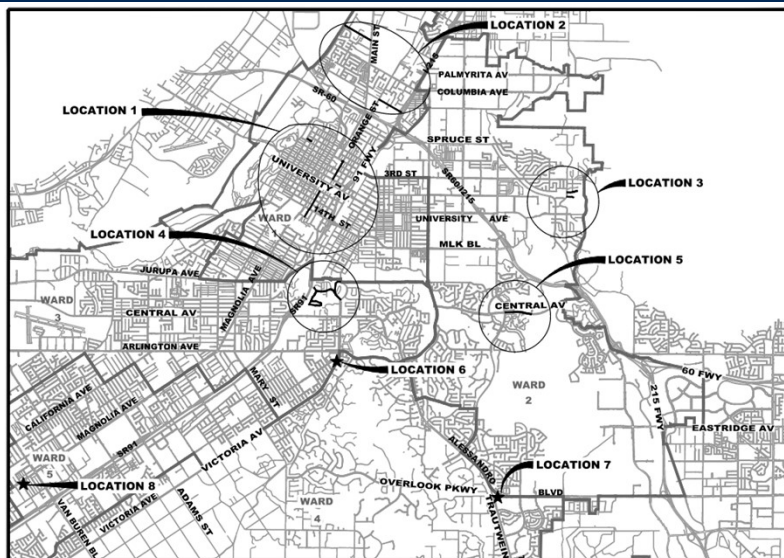 LOCATION 2
MAIN ST
I-215
PALMYRITA AV
COLUMBIA AVE
SR-60
LOCATION 1
ORANGE ST
SPRUCE ST
91 FWY
UNIVERSITY AV
3RD ST
SR60/I215
LOCATION 3
14TH ST
WARD
1
UNIVERSITY AVE
LOCATION 4
MLK BL
LOCATION 5
JURUPA AVE
MAGNOLIA AVE
SR91
CENTRAL AV
WARD
3
CENTRAL AV
ARLINGTON AVE
LOCATION 6
60 FWY
MARY ST
WARD
2
215 FWY
CALIFORNIA AVE
MAGNOLIA AVE
EASTRIDGE AV
SR91
VICTORIA AV
ALESSANDRO
WARD
5
LOCATION 7
LOCATION 8
OVERLOOK PKWY
BLVD
VICTORIA AVE
ADAMS ST
WARD
4
VAN BUREN BL
TRAUTWEIN